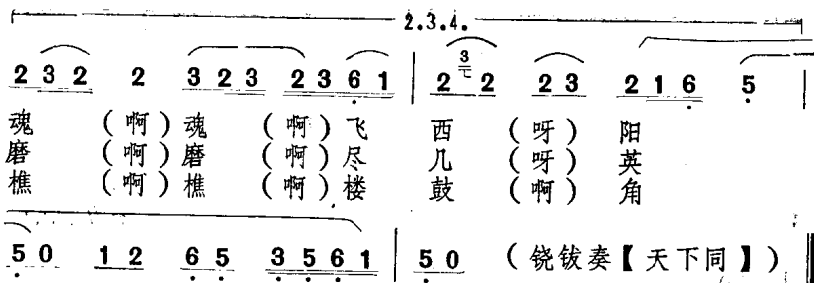 2.3.4.
2 3 2 2 3 2 3 2 3 6 1 | 2 3 2 2 3 2 1 6 5 |
魂 （啊）魂 （啊）飞 西 （呀）阳
磨 （啊）磨 （啊）尽 几 （呀）英
樵 （啊）樵 （啊）楼 鼓 （啊）角
5 0 1 2 6 5 3 5 6 1 | 5 0 （铙钹奏【天下同】）